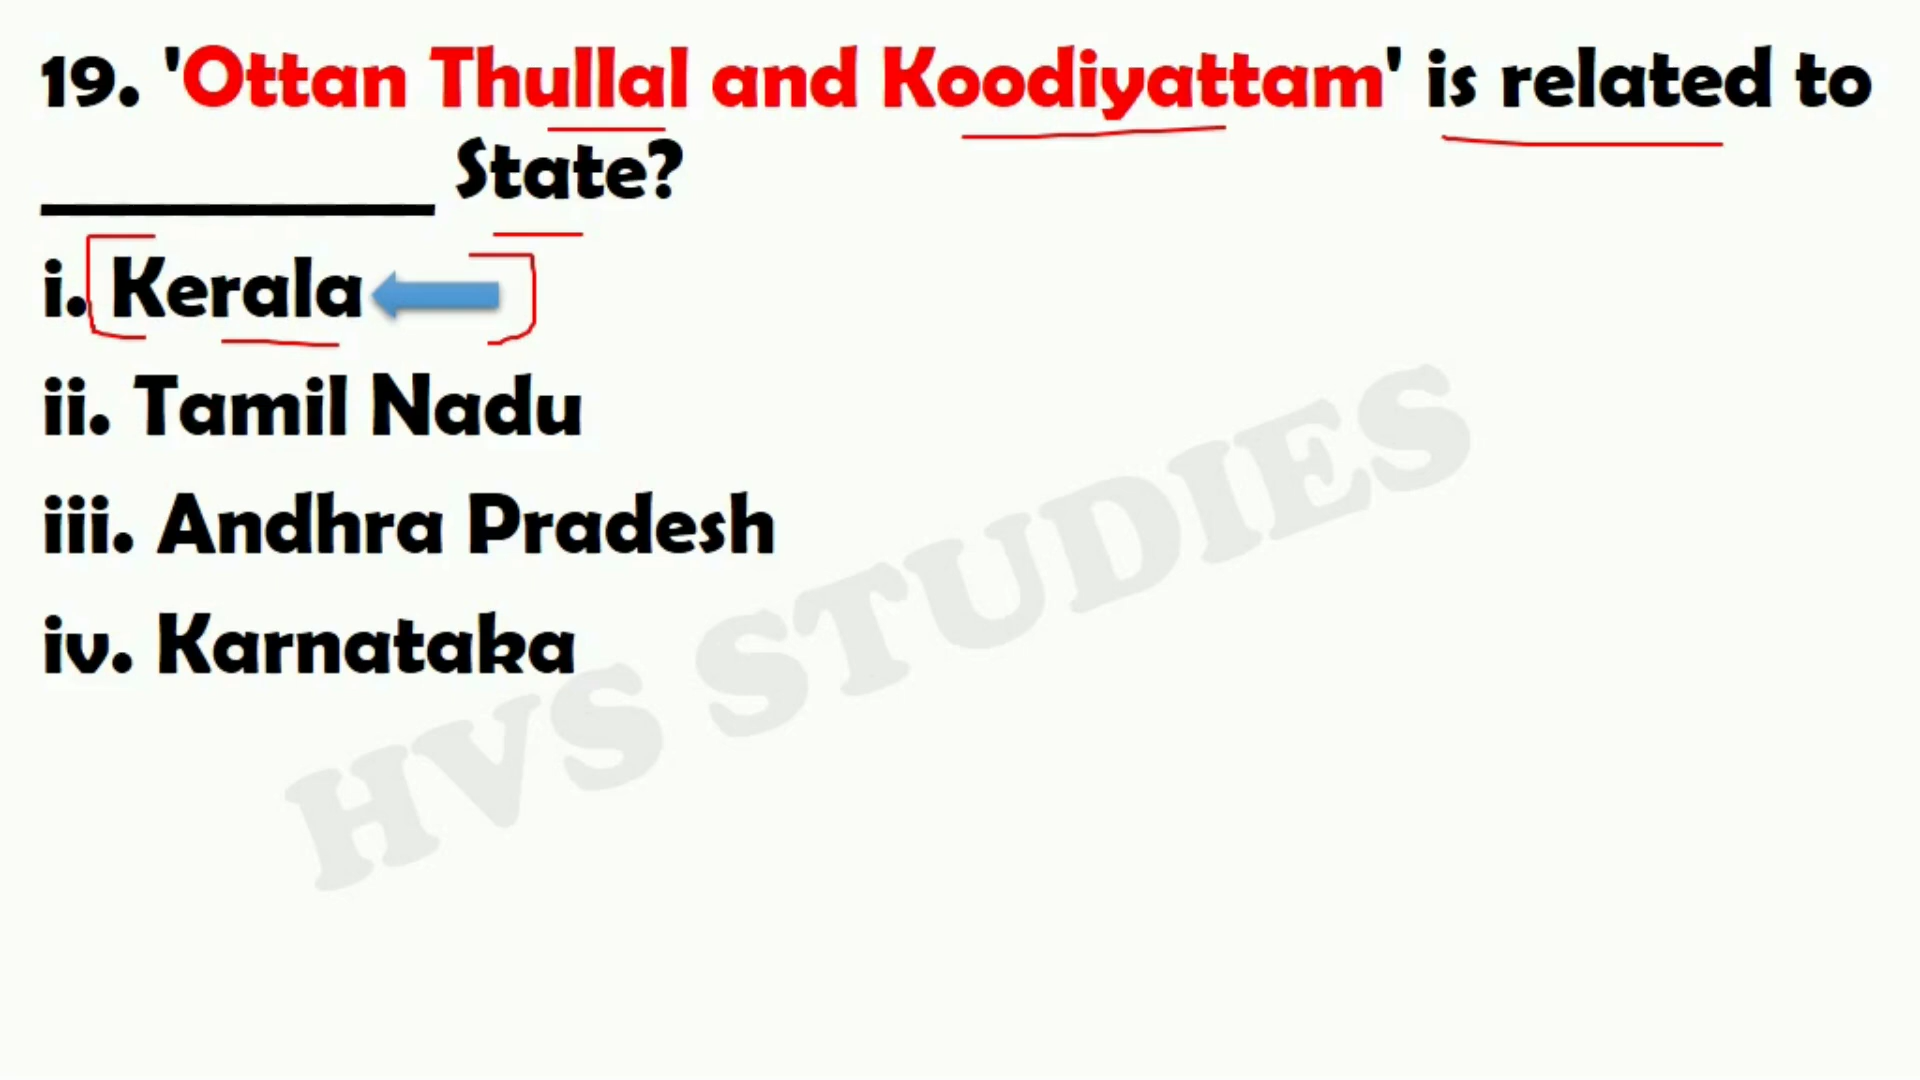 19. 'Ottan Thullal and Koodiyattam' is related to
__________ State?
i. Kerala
ii. Tamil Nadu
iii. Andhra Pradesh
iv. Karnataka
HVS STUDIES